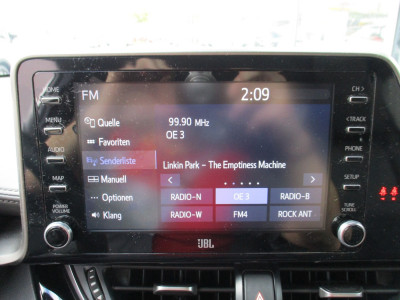 HOME
MENU
AUDIO
MAP
POWER
VOLUME
FM 2:09
Quelle
Favoriten
Senderliste
Manuell
Optionen
Klang
99.90 MHz
OE 3
Linkin Park – The Emptiness Machine
< >
RADIO-N OE 3 RADIO-B
RADIO-W FM4 ROCK ANT
CH >
< TRACK
PHONE
SETUP
TUNE
SCROLL
JBL